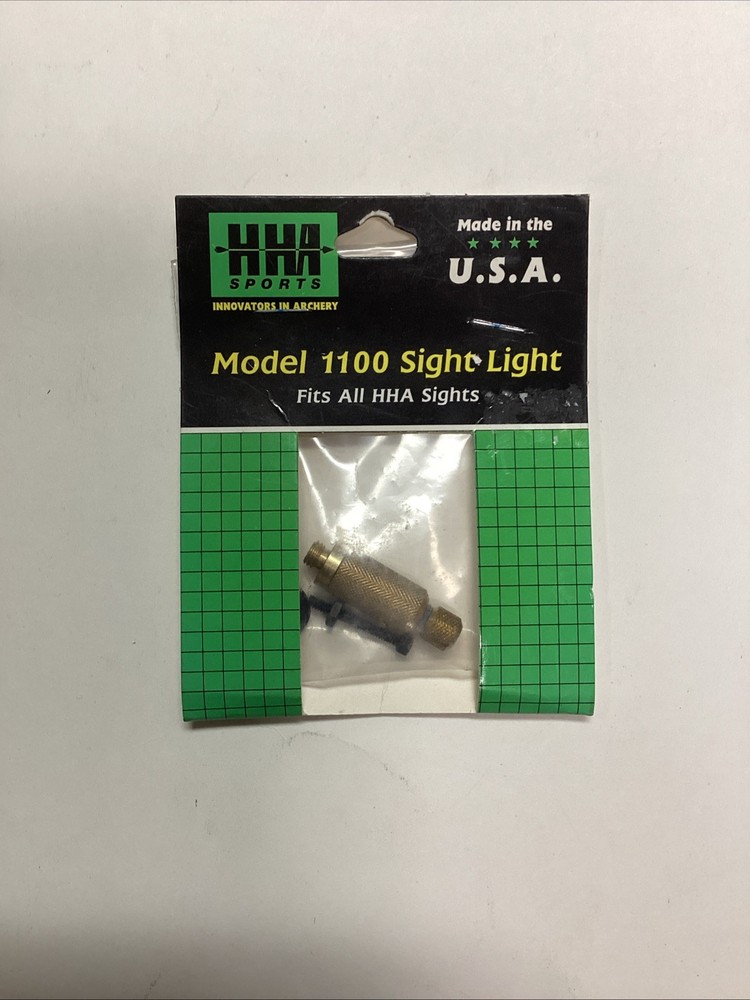 HHA
SPORTS
INNOVATORS IN ARCHERY
Made in the
U.S.A.
Model 1100 Sight Light
Fits All HHA Sights